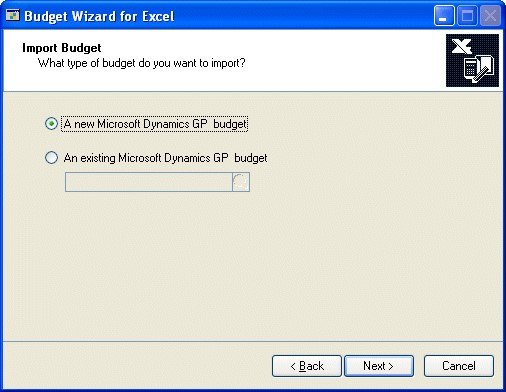 Budget Wizard for Excel
Import Budget
What type of budget do you want to import?
A new Microsoft Dynamics GP budget
An existing Microsoft Dynamics GP budget
< Back
Next >
Cancel